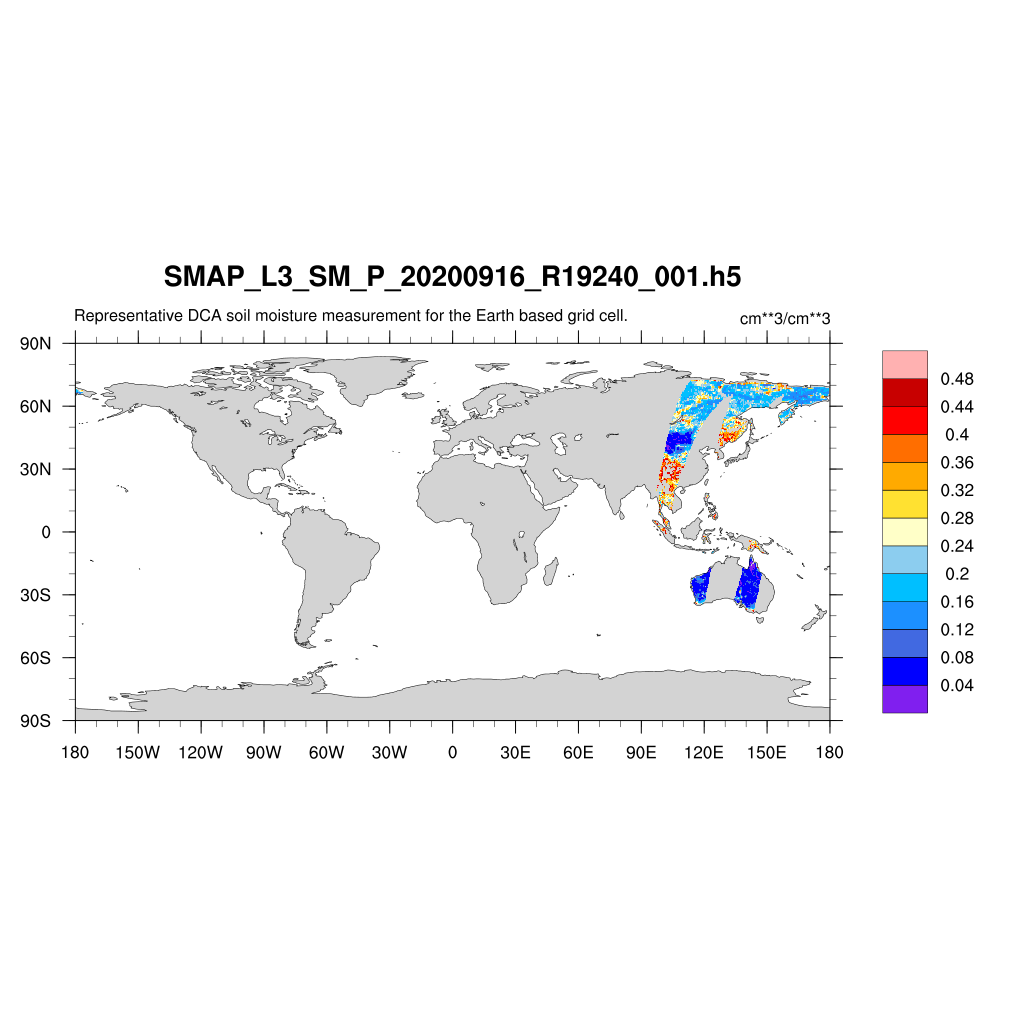 SMAP_L3_SM_P_20200916_R19240_001.h5
Representative DCA soil moisture measurement for the Earth based grid cell.
cm**3/cm**3
90N
60N
30N
0
30S
60S
90S
180 150W 120W 90W 60W 30W 0 30E 60E 90E 120E 150E 180
0.48
0.44
0.4
0.36
0.32
0.28
0.24
0.2
0.16
0.12
0.08
0.04